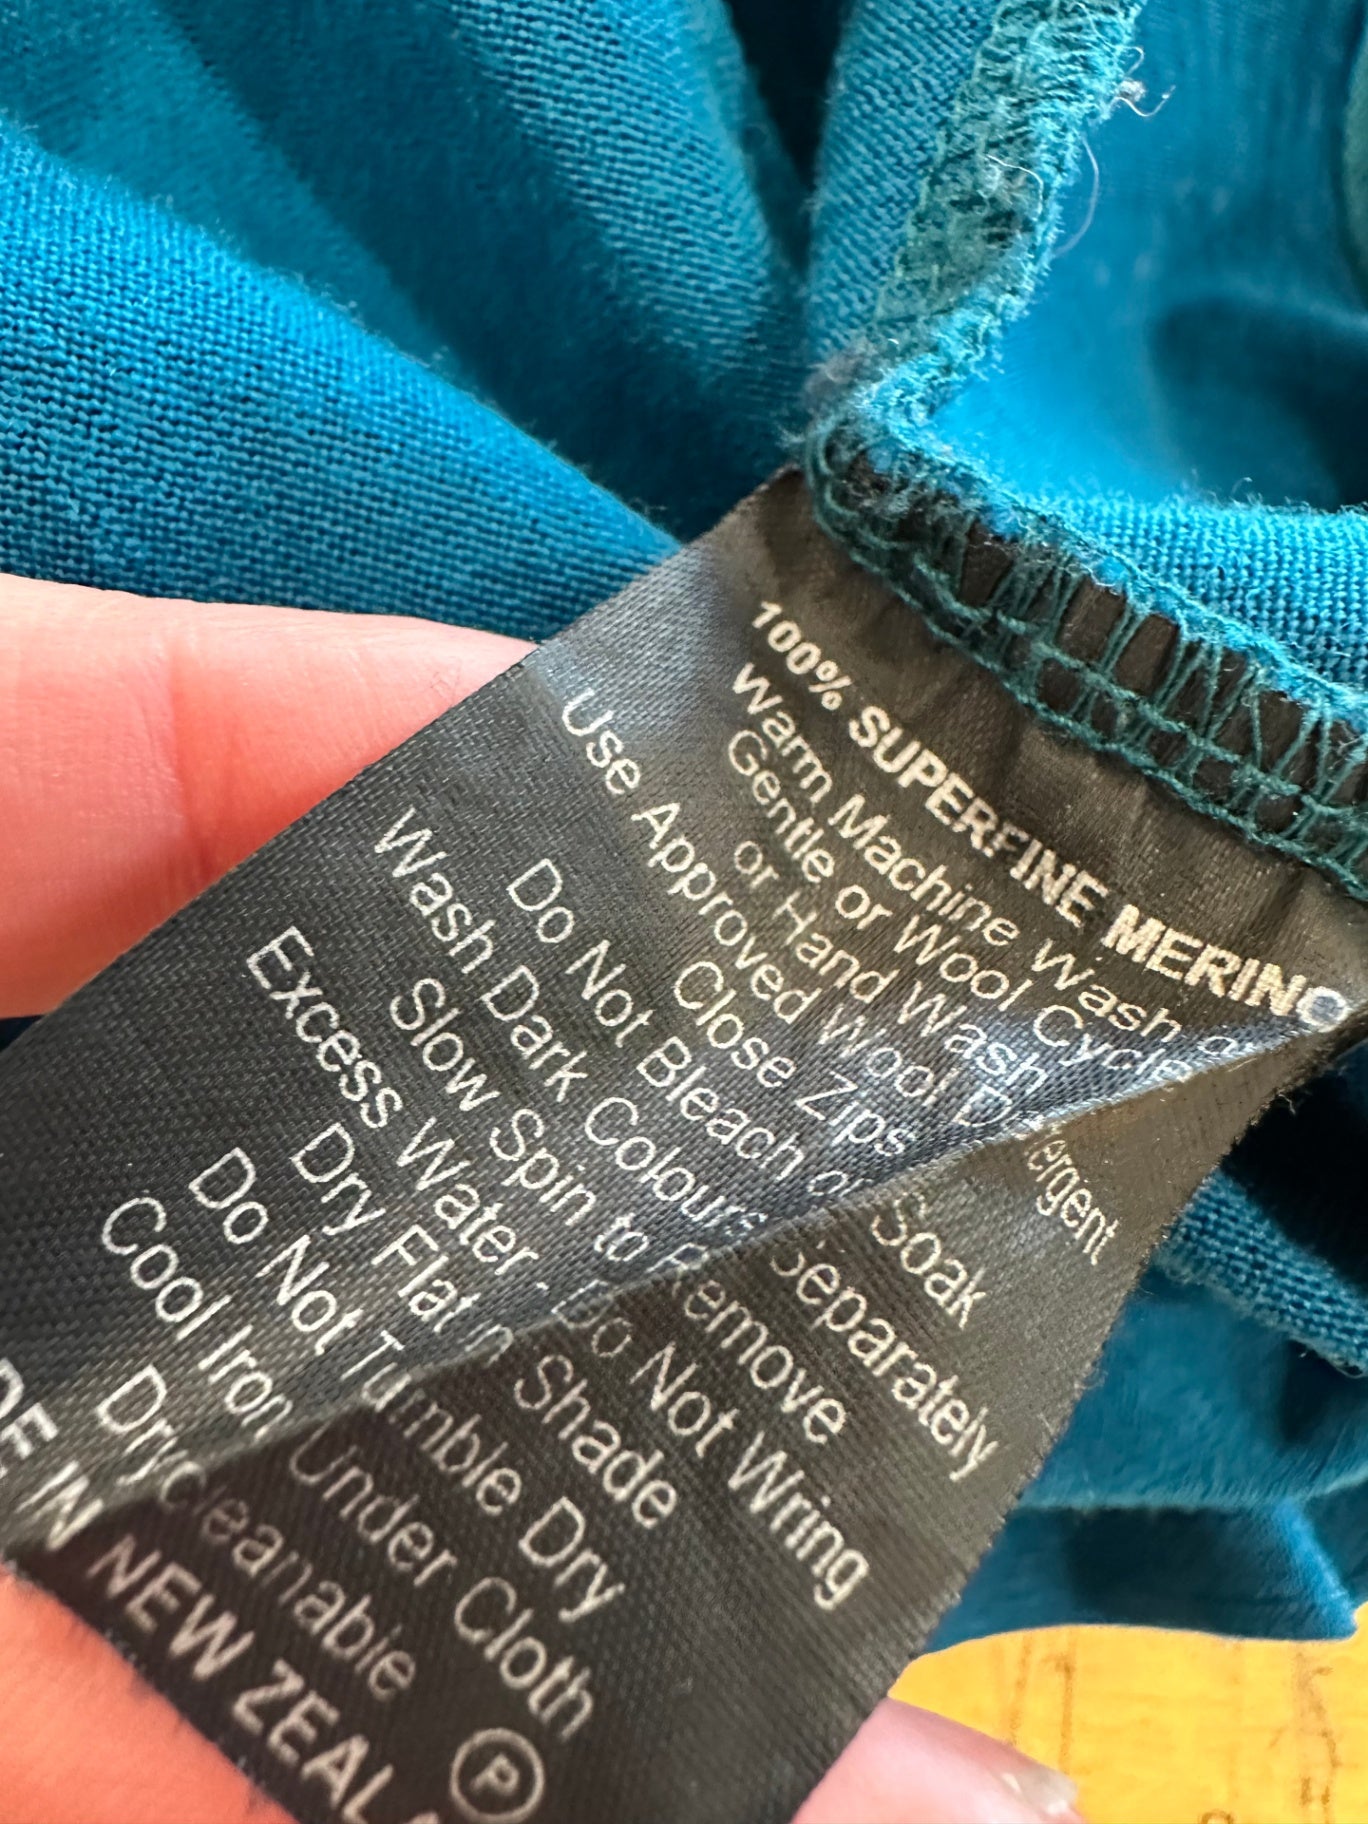 100% SUPERFINE MERINO
Warm Machine Wash on
Gentle or Wool Cycle
or Hand Wash
Use Approved Wool Detergent
Close Zips
Do Not Bleach or Soak
Wash Dark Colours Separately
Slow Spin to Remove
Excess Water - Do Not Wring
Dry Flat in Shade
Do Not Tumble Dry
Cool Iron Under Cloth
Drycleanable P
DE IN NEW ZEALA